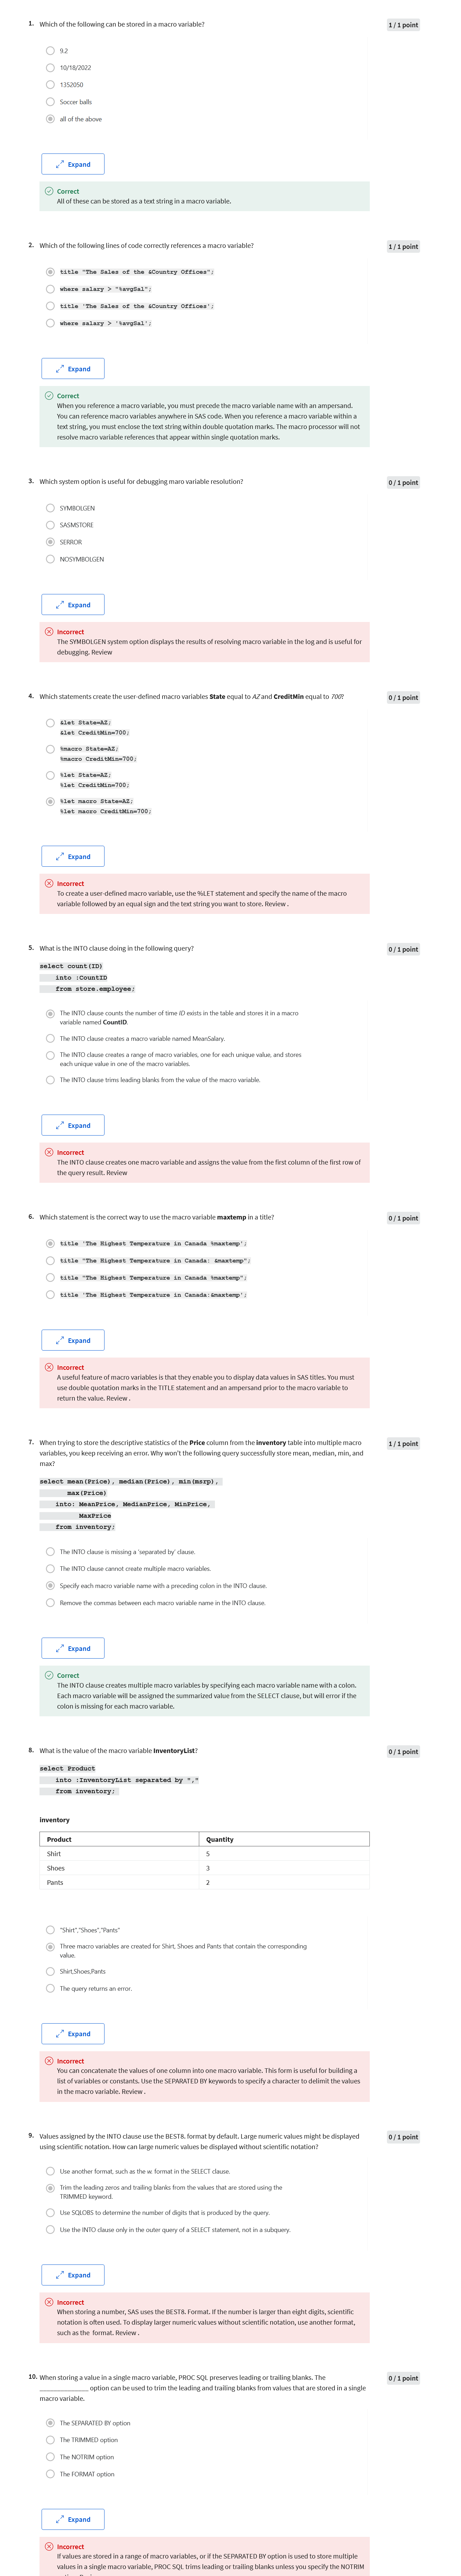 1. Which of the following can be stored in a macro variable?
1 / 1 point
9.2
10/18/2022
1352050
Soccer balls
all of the above
Expand
Correct
All of these can be stored as a text string in a macro variable.
2. Which of the following lines of code correctly references a macro variable?
1 / 1 point
title "The Sales of the &Country Offices";
where salary > "%avgSal";
title 'The Sales of the &Country Offices';
where salary > '%avgSal';
Expand
Correct
When you reference a macro variable, you must precede the macro variable name with an ampersand.
You can reference macro variables anywhere in SAS code. When you reference a macro variable within a
text string, you must enclose the text string within double quotation marks. The macro processor will not
resolve macro variable references that appear within single quotation marks.
3. Which system option is useful for debugging maro variable resolution?
0 / 1 point
SYMBOLGEN
SASMSTORE
SERROR
NOSYMBOLGEN
Expand
Incorrect
The SYMBOLGEN system option displays the results of resolving macro variable in the log and is useful for
debugging. Review
4. Which statements create the user-defined macro variables State equal to AZ and CreditMin equal to 700?
0 / 1 point
&let State=AZ;
&let CreditMin=700;
%macro State=AZ;
%macro CreditMin=700;
%let State=AZ;
%let CreditMin=700;
%let macro State=AZ;
%let macro CreditMin=700;
Expand
Incorrect
To create a user-defined macro variable, use the %LET statement and specify the name of the macro
variable followed by an equal sign and the text string you want to store. Review .
5. What is the INTO clause doing in the following query?
0 / 1 point
select count(ID)
into :CountID
from store.employee;
The INTO clause counts the number of time ID exists in the table and stores it in a macro
variable named CountID.
The INTO clause creates a macro variable named MeanSalary.
The INTO clause creates a range of macro variables, one for each unique value, and stores
each unique value in one of the macro variables.
The INTO clause trims leading blanks from the value of the macro variable.
Expand
Incorrect
The INTO clause creates one macro variable and assigns the value from the first column of the first row of
the query result. Review
6. Which statement is the correct way to use the macro variable maxtemp in a title?
0 / 1 point
title 'The Highest Temperature in Canada %maxtemp';
title "The Highest Temperature in Canada: &maxtemp";
title "The Highest Temperature in Canada %maxtemp";
title 'The Highest Temperature in Canada:&maxtemp';
Expand
Incorrect
A useful feature of macro variables is that they enable you to display data values in SAS titles. You must
use double quotation marks in the TITLE statement and an ampersand prior to the macro variable to
return the value. Review .
7. When trying to store the descriptive statistics of the Price column from the inventory table into multiple macro
variables, you keep receiving an error. Why won't the following query successfully store mean, median, min, and
max?
1 / 1 point
select mean(Price), median(Price), min(msrp),
max(Price)
into: MeanPrice, MedianPrice, MinPrice,
MaxPrice
from inventory;
The INTO clause is missing a 'separated by' clause.
The INTO clause cannot create multiple macro variables.
Specify each macro variable name with a preceding colon in the INTO clause.
Remove the commas between each macro variable name in the INTO clause.
Expand
Correct
The INTO clause creates multiple macro variables by specifying each macro variable name with a colon.
Each macro variable will be assigned the summarized value from the SELECT clause, but will error if the
colon is missing for each macro variable.
8. What is the value of the macro variable InventoryList?
0 / 1 point
select Product
into :InventoryList separated by ","
from inventory;
inventory
Product Quantity
Shirt 5
Shoes 3
Pants 2
"Shirt","Shoes","Pants"
Three macro variables are created for Shirt, Shoes and Pants that contain the corresponding
value.
Shirt,Shoes,Pants
The query returns an error.
Expand
Incorrect
You can concatenate the values of one column into one macro variable. This form is useful for building a
list of variables or constants. Use the SEPARATED BY keywords to specify a character to delimit the values
in the macro variable. Review .
9. Values assigned by the INTO clause use the BEST8. format by default. Large numeric values might be displayed
using scientific notation. How can large numeric values be displayed without scientific notation?
0 / 1 point
Use another format, such as the w. format in the SELECT clause.
Trim the leading zeros and trailing blanks from the values that are stored using the
TRIMMED keyword.
Use SQLOBS to determine the number of digits that is produced by the query.
Use the INTO clause only in the outer query of a SELECT statement, not in a subquery.
Expand
Incorrect
When storing a number, SAS uses the BEST8. Format. If the number is larger than eight digits, scientific
notation is often used. To display larger numeric values without scientific notation, use another format,
such as the format. Review .
10. When storing a value in a single macro variable, PROC SQL preserves leading or trailing blanks. The
________________ option can be used to trim the leading and trailing blanks from values that are stored in a single
macro variable.
0 / 1 point
The SEPARATED BY option
The TRIMMED option
The NOTRIM option
The FORMAT option
Expand
Incorrect
If values are stored in a range of macro variables, or if the SEPARATED BY option is used to store multiple
values in a single macro variable, PROC SQL trims leading or trailing blanks unless you specify the NOTRIM